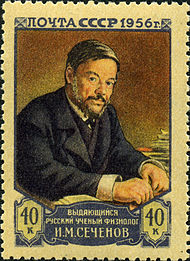 ПОЧТА СССР 1956г.
ВЫДАЮЩИЙСЯ
РУССКИЙ УЧЕНЫЙ ФИЗИОЛОГ
И.М.СЕЧЕНОВ
40 К
40 К